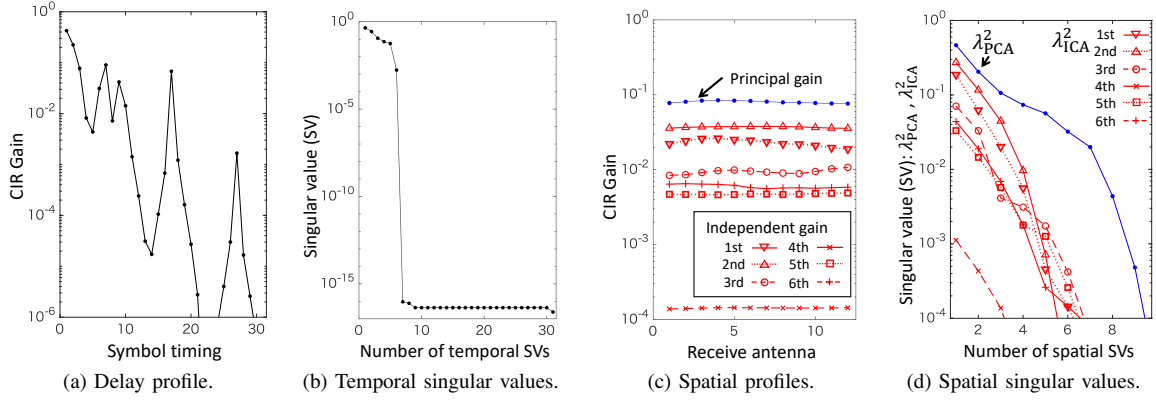 10^0
10^-2
10^-4
10^-6
0
10
20
30
CIR Gain
Symbol timing
(a) Delay profile.
10^0
10^-5
10^-10
10^-15
0
10
20
30
Singular value (SV)
Number of temporal SVs
(b) Temporal singular values.
10^0
10^-1
10^-2
10^-3
10^-4
0
5
10
CIR Gain
Principal gain
Independent gain
1st 4th
2nd 5th
3rd 6th
Receive antenna
(c) Spatial profiles.
10^0
10^-1
10^-2
10^-3
10^-4
2
4
6
8
Singular value (SV): λ²PCA , λ²ICA
λ²PCA
λ²ICA
1st
2nd
3rd
4th
5th
6th
Number of spatial SVs
(d) Spatial singular values.